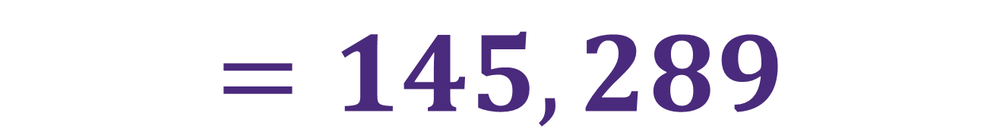 = 145,289